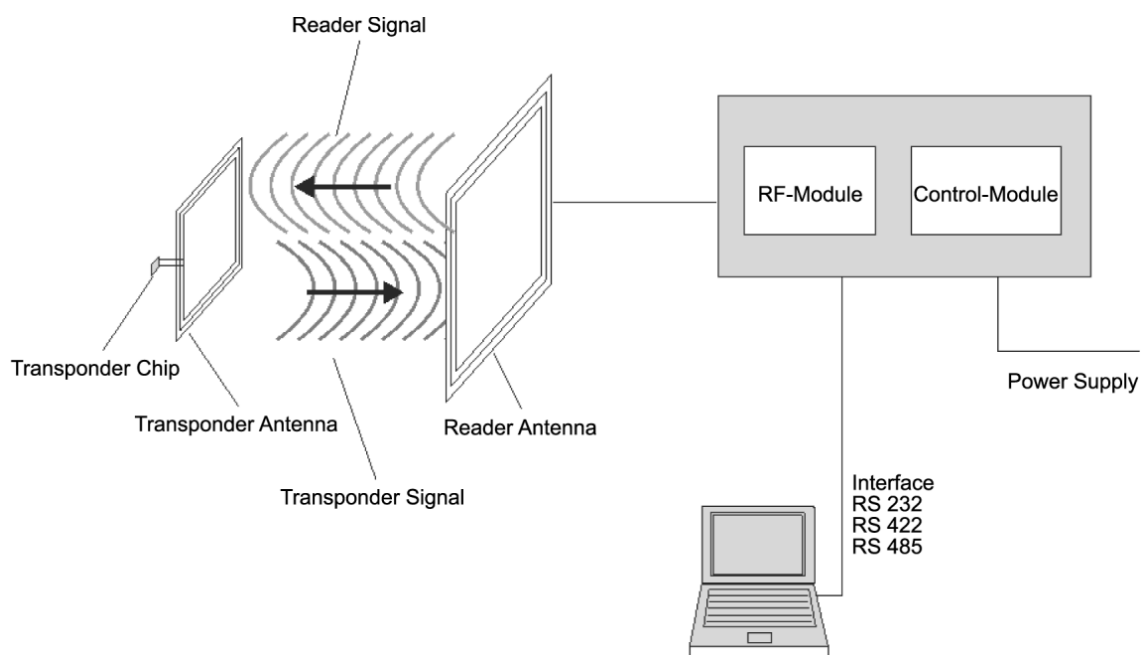 Reader Signal
RF-Module
Control-Module
Transponder Chip
Power Supply
Transponder Antenna
Reader Antenna
Transponder Signal
Interface
RS 232
RS 422
RS 485